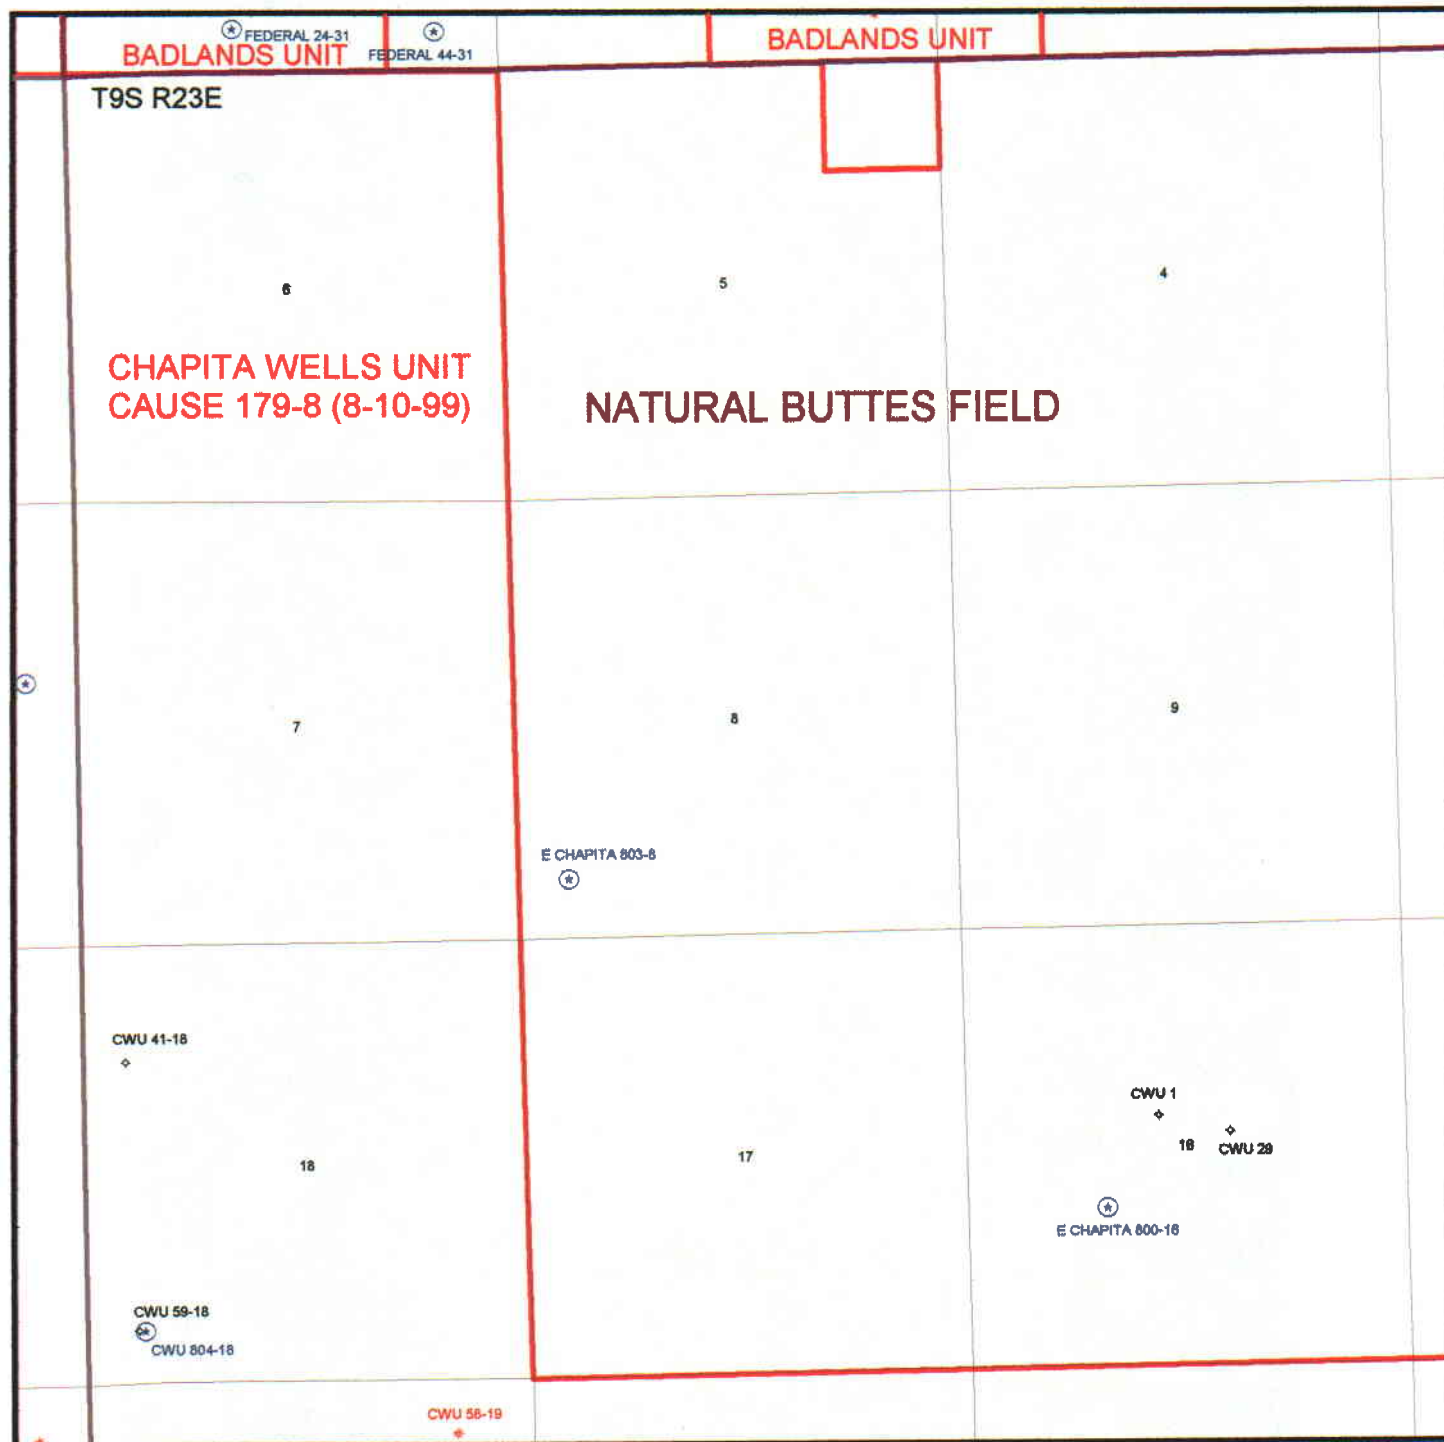 FEDERAL 24-31
BADLANDS UNIT
FEDERAL 44-31
BADLANDS UNIT
T9S R23E
6
5
4
CHAPITA WELLS UNIT
CAUSE 179-8 (8-10-99)
NATURAL BUTTES FIELD
7
8
9
E CHAPITA 803-8
CWU 41-18
CWU 1
18
17
16
CWU 29
E CHAPITA 800-16
CWU 59-18
CWU 804-18
CWU 58-19